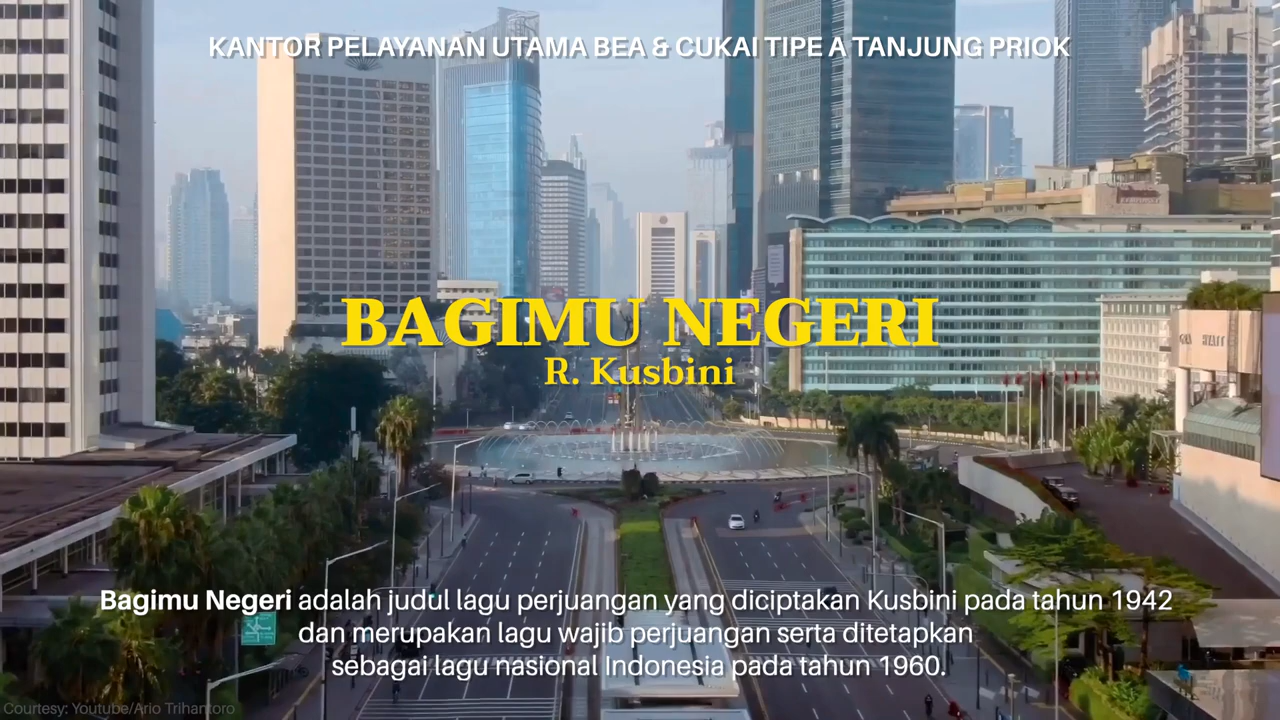 KANTOR PELAYANAN UTAMA BEA & CUKAI TIPE A TANJUNG PRIOK
BAGIMU NEGERI
R. Kusbini
Bagimu Negeri adalah judul lagu perjuangan yang diciptakan Kusbini pada tahun 1942
dan merupakan lagu wajib perjuangan serta ditetapkan
sebagai lagu nasional Indonesia pada tahun 1960.
Courtesy: Youtube/Ario Trihantoro